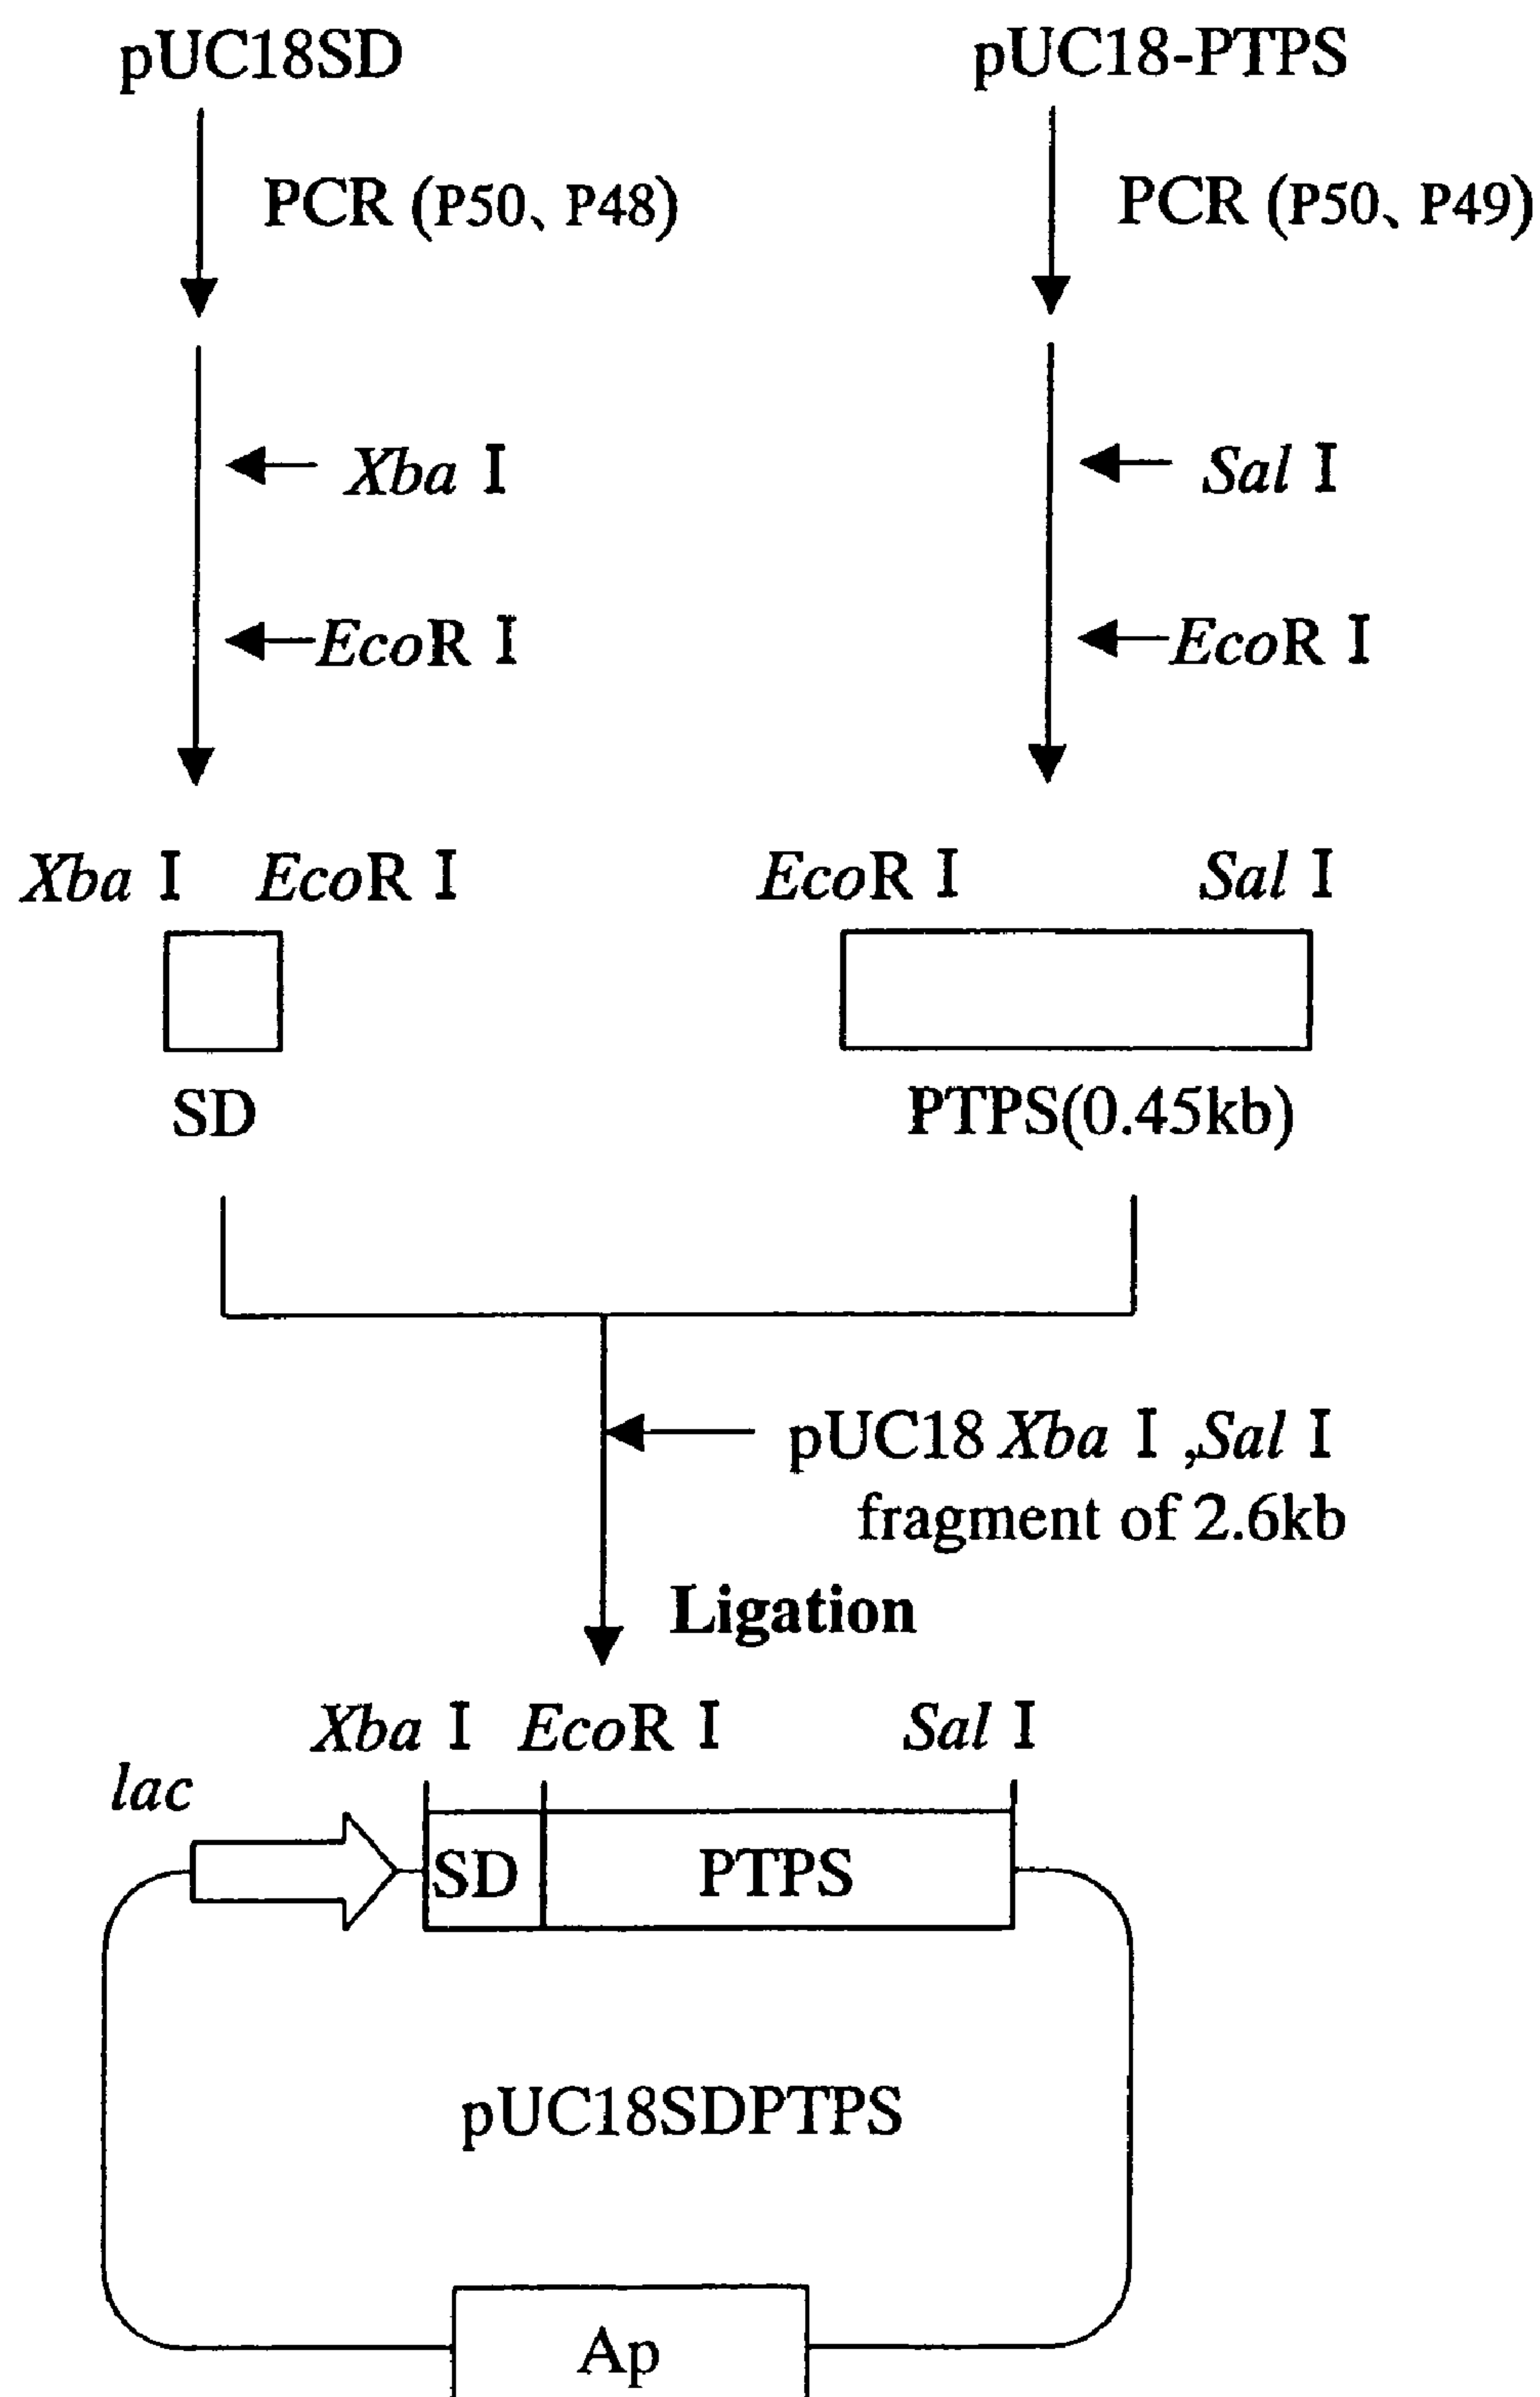 pUC18SD
pUC18-PTPS
PCR (P50、P48)
PCR (P50、P49)
Xba I
Sal I
EcoR I
EcoR I
Xba I EcoR I
EcoR I Sal I
SD
PTPS(0.45kb)
pUC18 Xba I ,Sal I
fragment of 2.6kb
Ligation
Xba I EcoR I Sal I
lac
SD
PTPS
pUC18SDPTPS
Ap